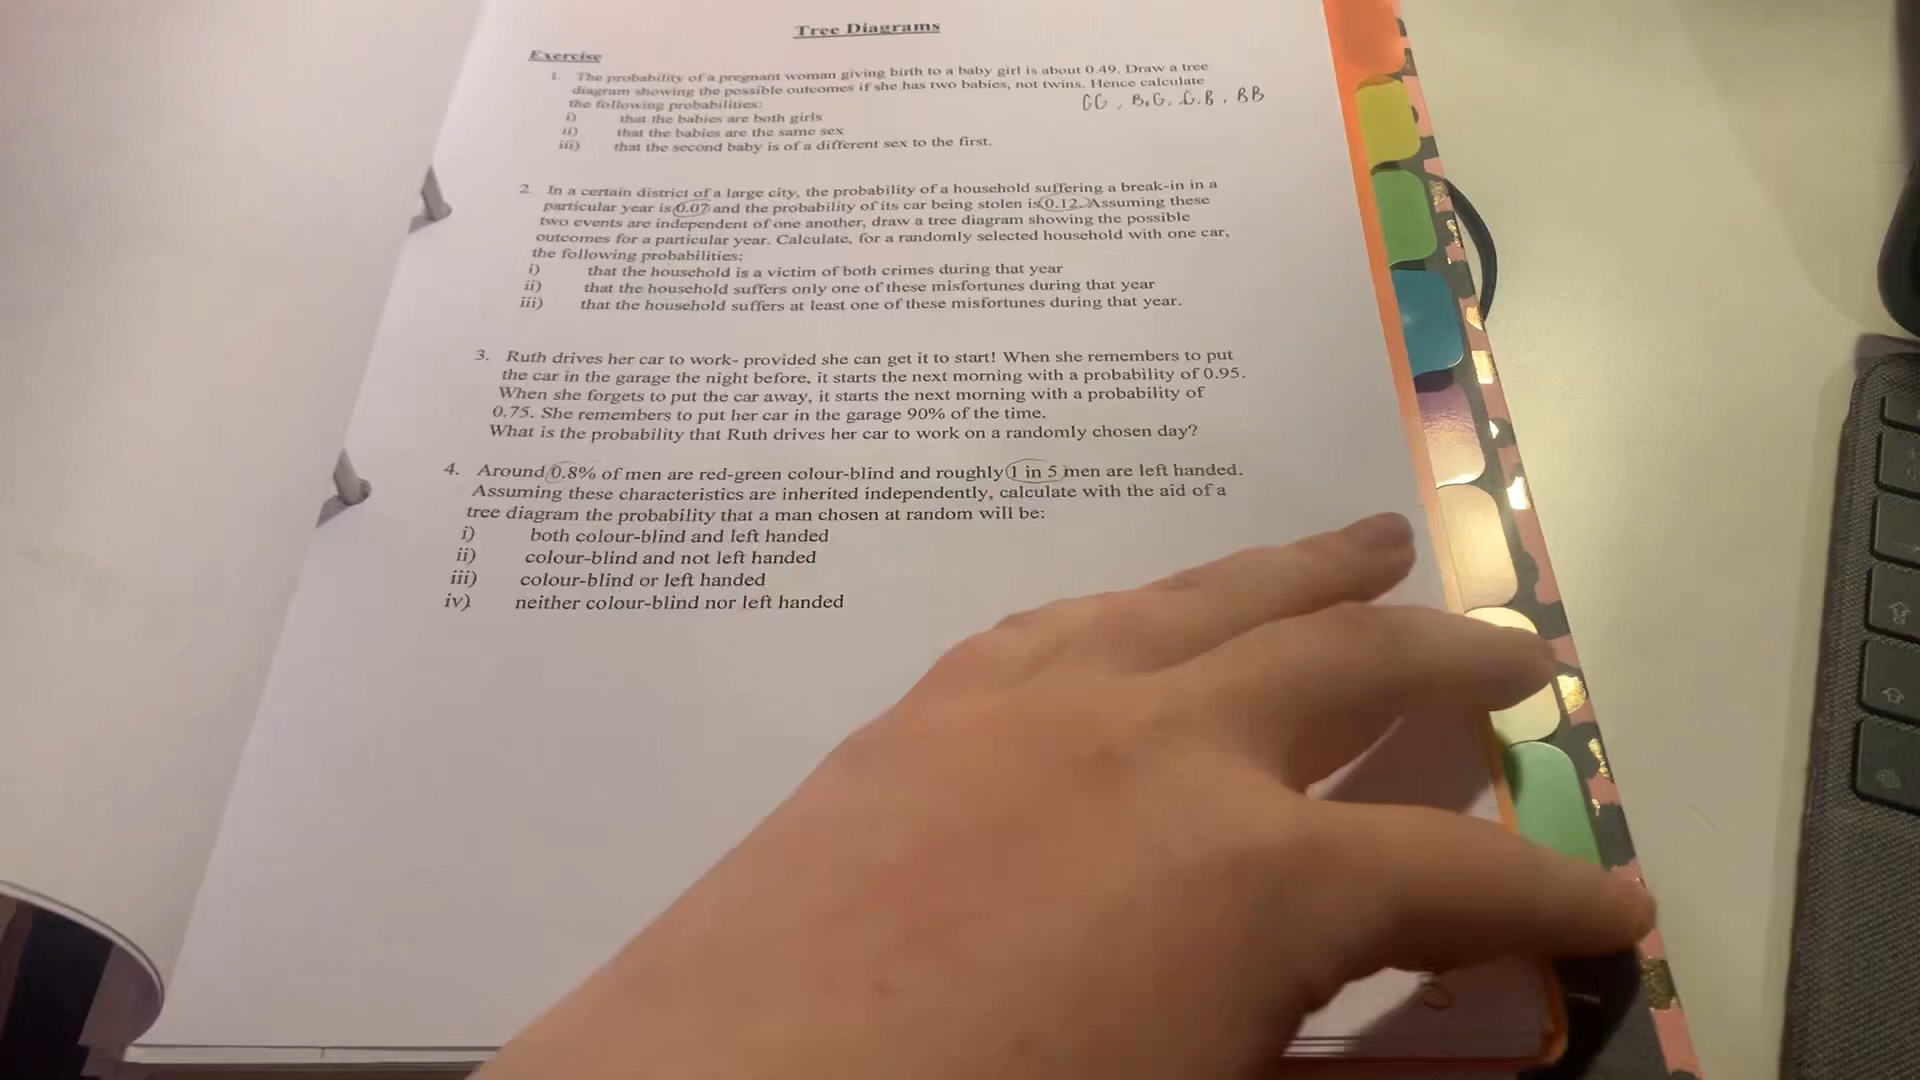 Tree Diagrams
Exercise
1. The probability of a pregnant woman giving birth to a baby girl is about 0.49. Draw a tree
diagram showing the possible outcomes if she has two babies, not twins. Hence calculate
the following probabilities:
GG, B.G, G.B, BB
i) that the babies are both girls
ii) that the babies are the same sex
iii) that the second baby is of a different sex to the first.
2. In a certain district of a large city, the probability of a household suffering a break-in in a
particular year is 0.07 and the probability of its car being stolen is 0.12. Assuming these
two events are independent of one another, draw a tree diagram showing the possible
outcomes for a particular year. Calculate, for a randomly selected household with one car,
the following probabilities:
i) that the household is a victim of both crimes during that year
ii) that the household suffers only one of these misfortunes during that year
iii) that the household suffers at least one of these misfortunes during that year.
3. Ruth drives her car to work- provided she can get it to start! When she remembers to put
the car in the garage the night before, it starts the next morning with a probability of 0.95.
When she forgets to put the car away, it starts the next morning with a probability of
0.75. She remembers to put her car in the garage 90% of the time.
What is the probability that Ruth drives her car to work on a randomly chosen day?
4. Around 0.8% of men are red-green colour-blind and roughly 1 in 5 men are left handed.
Assuming these characteristics are inherited independently, calculate with the aid of a
tree diagram the probability that a man chosen at random will be:
i) both colour-blind and left handed
ii) colour-blind and not left handed
iii) colour-blind or left handed
iv) neither colour-blind nor left handed